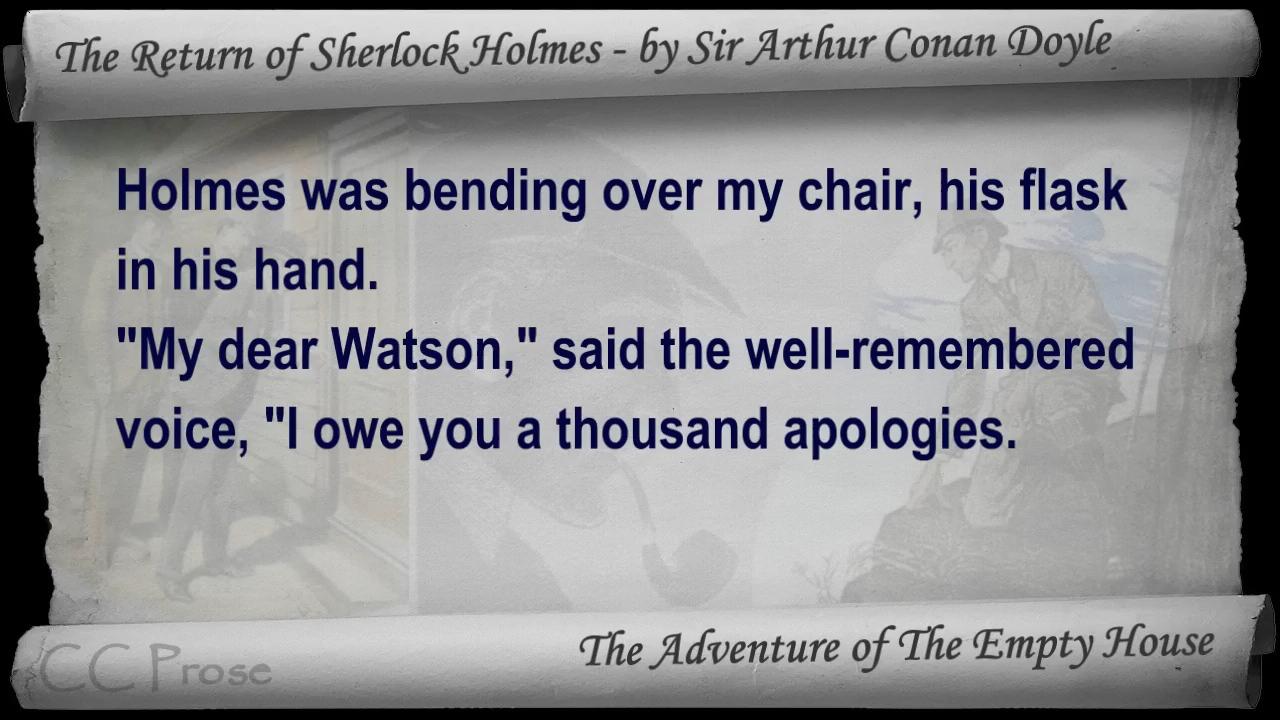 The Return of Sherlock Holmes - by Sir Arthur Conan Doyle
Holmes was bending over my chair, his flask
in his hand.
"My dear Watson," said the well-remembered
voice, "I owe you a thousand apologies.
The Adventure of The Empty House
CC Prose